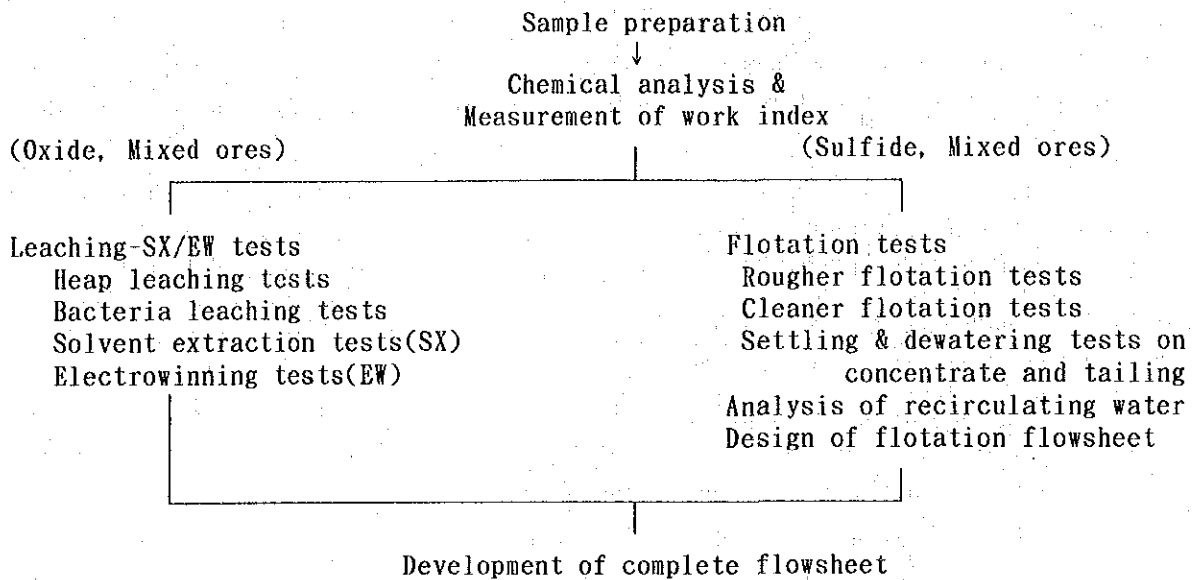 Sample preparation
↓
Chemical analysis &
Measurement of work index
(Oxide, Mixed ores)
(Sulfide, Mixed ores)
Leaching-SX/EW tests
Heap leaching tests
Bacteria leaching tests
Solvent extraction tests(SX)
Electrowinning tests(EW)
Flotation tests
Rougher flotation tests
Cleaner flotation tests
Settling & dewatering tests on
concentrate and tailing
Analysis of recirculating water
Design of flotation flowsheet
Development of complete flowsheet